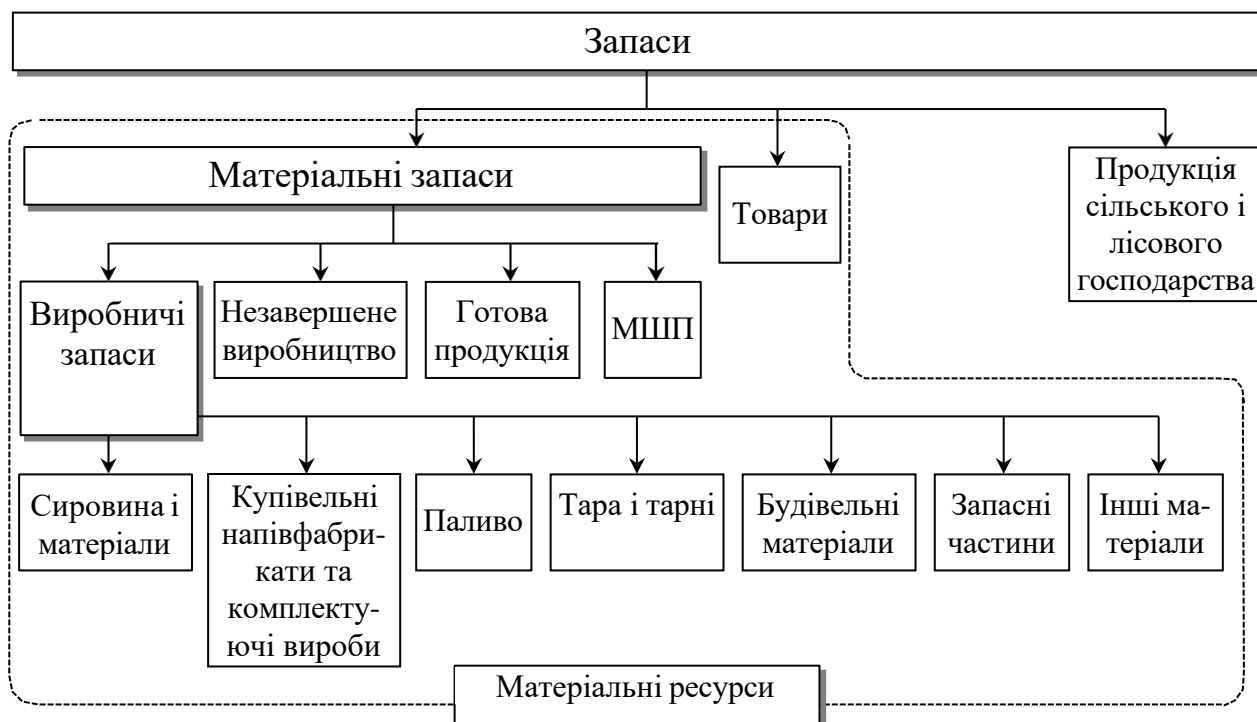 Запаси
Матеріальні запаси
Товари
Продукція
сільського і
лісового
господарства
Виробничі
запаси
Незавершене
виробництво
Готова
продукція
МШП
Сировина і
матеріали
Купівельні
напівфабри-
кати та
комплекту-
ючі вироби
Паливо
Тара і тарні
Будівельні
матеріали
Запасні
частини
Інші ма-
теріали
Матеріальні ресурси